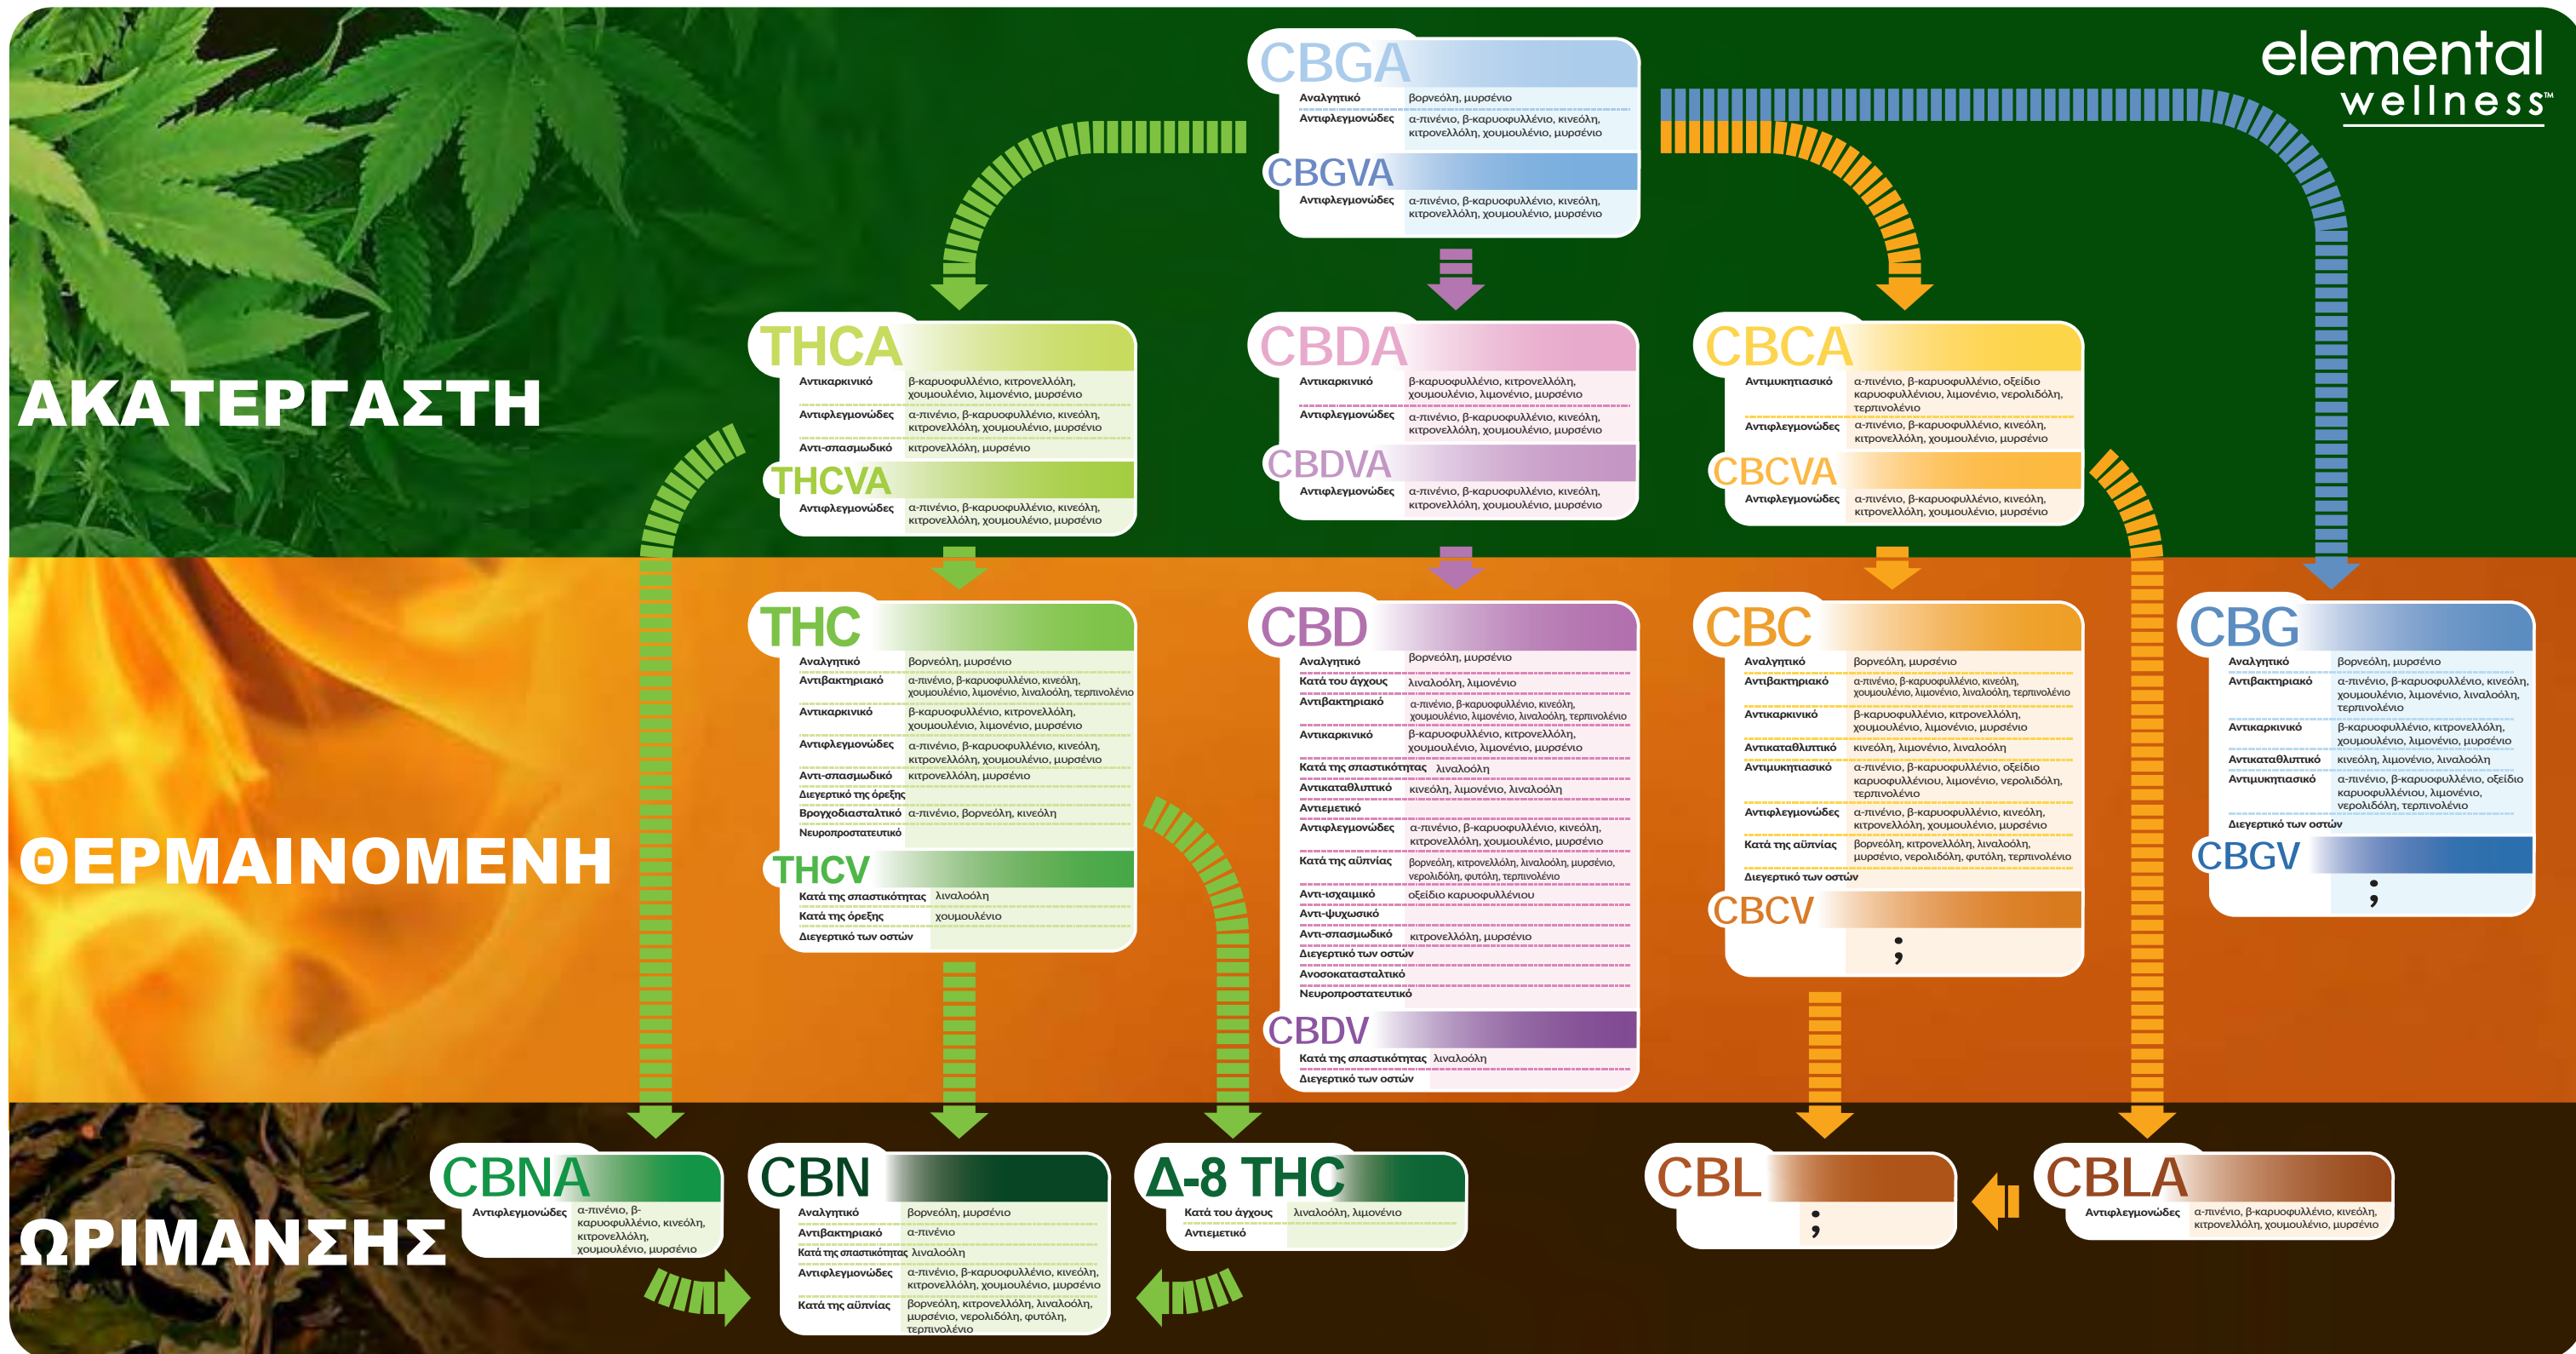 elemental
wellness™
CBGA
Αναλγητικό βορνεόλη, μυρσένιο
Αντιφλεγμονώδες α-πινένιο, β-καρυοφυλλένιο, κινεόλη,
κιτρονελλόλη, χουμουλένιο, μυρσένιο
CBGVA
Αντιφλεγμονώδες α-πινένιο, β-καρυοφυλλένιο, κινεόλη,
κιτρονελλόλη, χουμουλένιο, μυρσένιο
ΑΚΑΤΕΡΓΑΣΤΗ
THCA
Αντικαρκινικό β-καρυοφυλλένιο, κιτρονελλόλη,
χουμουλένιο, λιμονένιο, μυρσένιο
Αντιφλεγμονώδες α-πινένιο, β-καρυοφυλλένιο, κινεόλη,
κιτρονελλόλη, χουμουλένιο, μυρσένιο
Αντι-σπασμωδικό κιτρονελλόλη, μυρσένιο
THCVA
Αντιφλεγμονώδες α-πινένιο, β-καρυοφυλλένιο, κινεόλη,
κιτρονελλόλη, χουμουλένιο, μυρσένιο
CBDA
Αντικαρκινικό β-καρυοφυλλένιο, κιτρονελλόλη,
χουμουλένιο, λιμονένιο, μυρσένιο
Αντιφλεγμονώδες α-πινένιο, β-καρυοφυλλένιο, κινεόλη,
κιτρονελλόλη, χουμουλένιο, μυρσένιο
CBDVA
Αντιφλεγμονώδες α-πινένιο, β-καρυοφυλλένιο, κινεόλη,
κιτρονελλόλη, χουμουλένιο, μυρσένιο
CBCA
Αντιμυκητιασικό α-πινένιο, β-καρυοφυλλένιο, οξείδιο
καρυοφυλλένιου, λιμονένιο, νερολιδόλη,
τερπινολένιο
Αντιφλεγμονώδες α-πινένιο, β-καρυοφυλλένιο, κινεόλη,
κιτρονελλόλη, χουμουλένιο, μυρσένιο
CBCVA
Αντιφλεγμονώδες α-πινένιο, β-καρυοφυλλένιο, κινεόλη,
κιτρονελλόλη, χουμουλένιο, μυρσένιο
ΘΕΡΜΑΙΝΟΜΕΝΗ
THC
Αναλγητικό βορνεόλη, μυρσένιο
Αντιβακτηριακό α-πινένιο, β-καρυοφυλλένιο, κινεόλη,
χουμουλένιο, λιμονένιο, λιναλοόλη, τερπινολένιο
Αντικαρκινικό β-καρυοφυλλένιο, κιτρονελλόλη,
χουμουλένιο, λιμονένιο, μυρσένιο
Αντιφλεγμονώδες α-πινένιο, β-καρυοφυλλένιο, κινεόλη,
κιτρονελλόλη, χουμουλένιο, μυρσένιο
Αντι-σπασμωδικό κιτρονελλόλη, μυρσένιο
Διεγερτικό της όρεξης
Βρογχοδιασταλτικό α-πινένιο, βορνεόλη, κινεόλη
Νευροπροστατευτικό
THCV
Κατά της σπαστικότητας λιναλοόλη
Κατά της όρεξης χουμουλένιο
Διεγερτικό των οστών
CBD
Αναλγητικό βορνεόλη, μυρσένιο
Κατά του άγχους λιναλοόλη, λιμονένιο
Αντιβακτηριακό α-πινένιο, β-καρυοφυλλένιο, κινεόλη,
χουμουλένιο, λιμονένιο, λιναλοόλη, τερπινολένιο
Αντικαρκινικό β-καρυοφυλλένιο, κιτρονελλόλη,
χουμουλένιο, λιμονένιο, μυρσένιο
Κατά της σπαστικότητας λιναλοόλη
Αντικαταθλιπτικό κινεόλη, λιμονένιο, λιναλοόλη
Αντιεμετικό
Αντιφλεγμονώδες α-πινένιο, β-καρυοφυλλένιο, κινεόλη,
κιτρονελλόλη, χουμουλένιο, μυρσένιο
Κατά της αϋπνίας βορνεόλη, κιτρονελλόλη, λιναλοόλη, μυρσένιο,
νερολιδόλη, φυτόλη, τερπινολένιο
Αντι-ισχαιμικό οξείδιο καρυοφυλλένιου
Αντι-ψυχωσικό
Αντι-σπασμωδικό κιτρονελλόλη, μυρσένιο
Διεγερτικό των οστών
Ανοσοκατασταλτικό
Νευροπροστατευτικό
CBDV
Κατά της σπαστικότητας λιναλοόλη
Διεγερτικό των οστών
CBC
Αναλγητικό βορνεόλη, μυρσένιο
Αντιβακτηριακό α-πινένιο, β-καρυοφυλλένιο, κινεόλη,
χουμουλένιο, λιμονένιο, λιναλοόλη, τερπινολένιο
Αντικαρκινικό β-καρυοφυλλένιο, κιτρονελλόλη,
χουμουλένιο, λιμονένιο, μυρσένιο
Αντικαταθλιπτικό κινεόλη, λιμονένιο, λιναλοόλη
Αντιμυκητιασικό α-πινένιο, β-καρυοφυλλένιο, οξείδιο
καρυοφυλλένιου, λιμονένιο, νερολιδόλη,
τερπινολένιο
Αντιφλεγμονώδες α-πινένιο, β-καρυοφυλλένιο, κινεόλη,
κιτρονελλόλη, χουμουλένιο, μυρσένιο
Κατά της αϋπνίας βορνεόλη, κιτρονελλόλη, λιναλοόλη,
μυρσένιο, νερολιδόλη, φυτόλη, τερπινολένιο
Διεγερτικό των οστών
CBCV
;
CBG
Αναλγητικό βορνεόλη, μυρσένιο
Αντιβακτηριακό α-πινένιο, β-καρυοφυλλένιο, κινεόλη,
χουμουλένιο, λιμονένιο, λιναλοόλη,
τερπινολένιο
Αντικαρκινικό β-καρυοφυλλένιο, κιτρονελλόλη,
χουμουλένιο, λιμονένιο, μυρσένιο
Αντικαταθλιπτικό κινεόλη, λιμονένιο, λιναλοόλη
Αντιμυκητιασικό α-πινένιο, β-καρυοφυλλένιο, οξείδιο
καρυοφυλλένιου, λιμονένιο,
νερολιδόλη, τερπινολένιο
Διεγερτικό των οστών
CBGV
;
ΩΡΙΜΑΝΣΗΣ
CBNA
Αντιφλεγμονώδες α-πινένιο, β-
καρυοφυλλένιο, κινεόλη,
κιτρονελλόλη,
χουμουλένιο, μυρσένιο
CBN
Αναλγητικό βορνεόλη, μυρσένιο
Αντιβακτηριακό α-πινένιο
Κατά της σπαστικότητας λιναλοόλη
Αντιφλεγμονώδες α-πινένιο, β-καρυοφυλλένιο, κινεόλη,
κιτρονελλόλη, χουμουλένιο, μυρσένιο
Κατά της αϋπνίας βορνεόλη, κιτρονελλόλη, λιναλοόλη,
μυρσένιο, νερολιδόλη, φυτόλη,
τερπινολένιο
Δ-8 THC
Κατά του άγχους λιναλοόλη, λιμονένιο
Αντιεμετικό
CBL
;
CBLA
Αντιφλεγμονώδες α-πινένιο, β-καρυοφυλλένιο, κινεόλη,
κιτρονελλόλη, χουμουλένιο, μυρσένιο